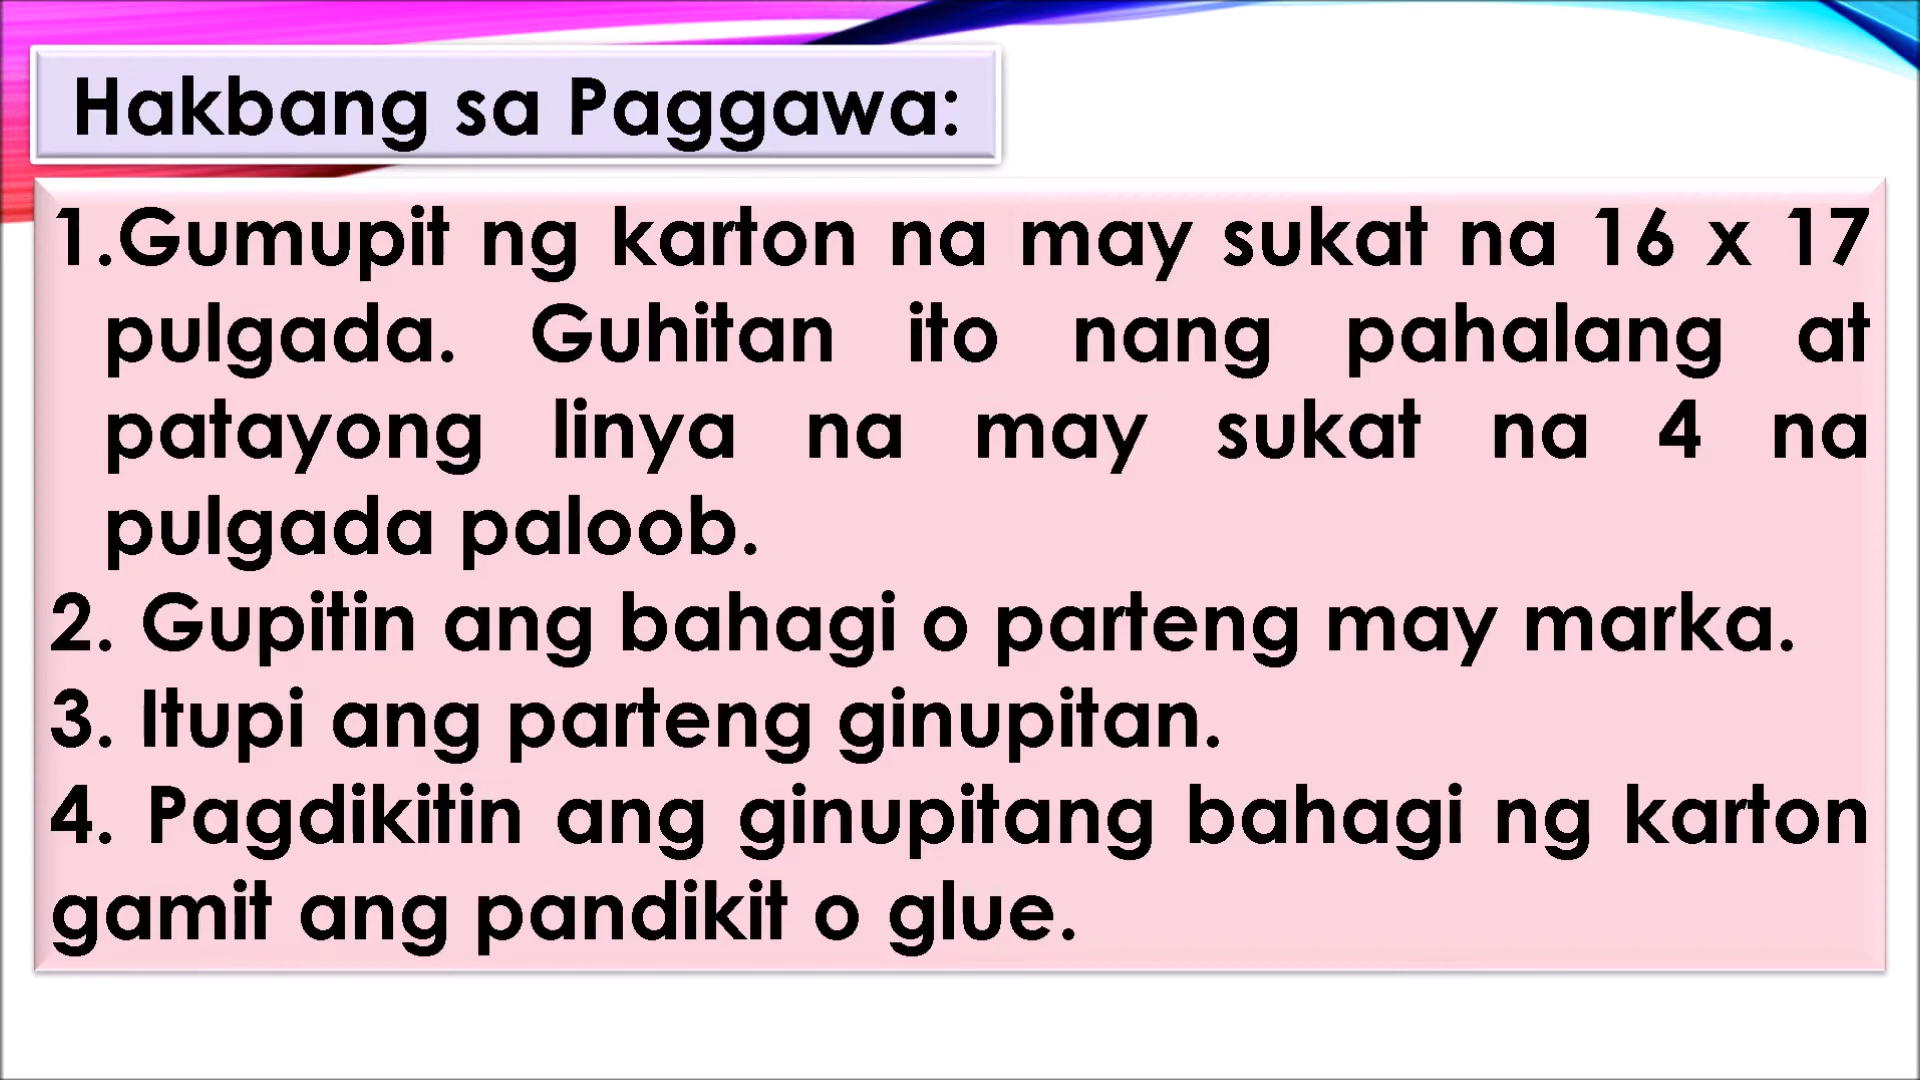 Hakbang sa Paggawa:
1.Gumupit ng karton na may sukat na 16 x 17
pulgada. Guhitan ito nang pahalang at
patayong linya na may sukat na 4 na
pulgada paloob.
2. Gupitin ang bahagi o parteng may marka.
3. Itupi ang parteng ginupitan.
4. Pagdikitin ang ginupitang bahagi ng karton
gamit ang pandikit o glue.